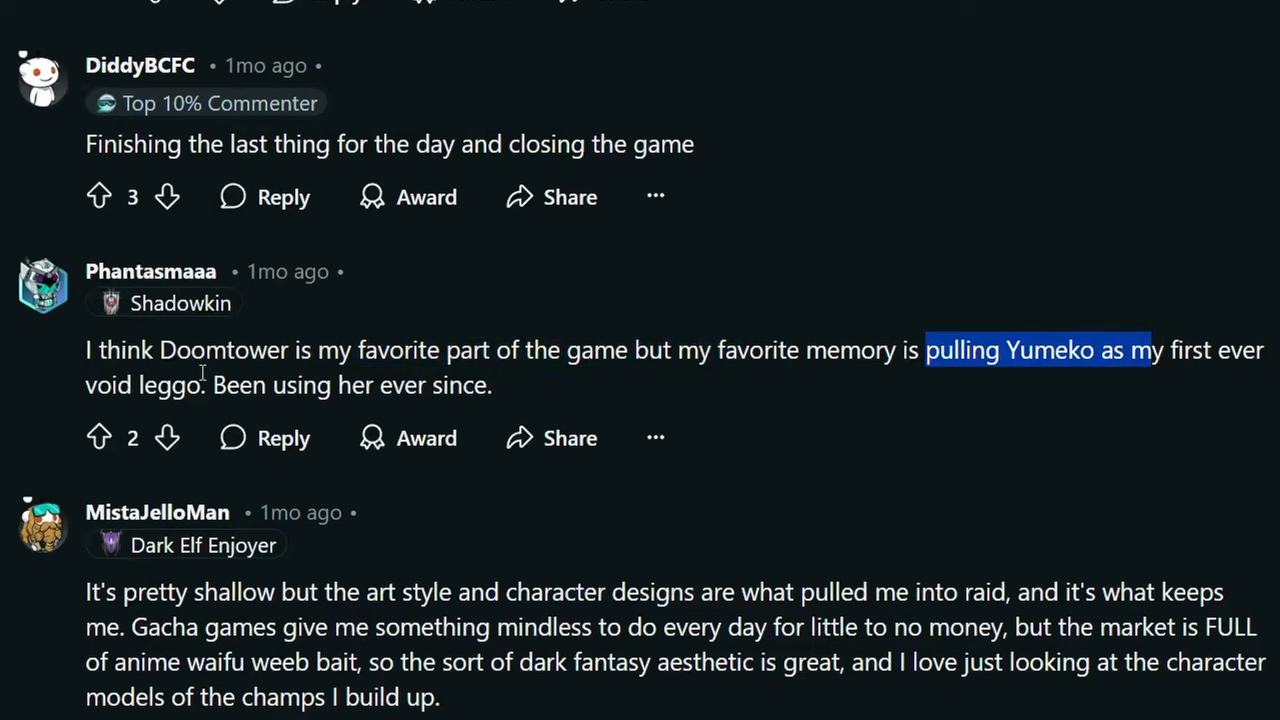 DiddyBCFC • 1mo ago •
Top 10% Commenter
Finishing the last thing for the day and closing the game
3 Reply Award Share ...
Phantasmaaa • 1mo ago •
Shadowkin
I think Doomtower is my favorite part of the game but my favorite memory is pulling Yumeko as my first ever
void leggo. Been using her ever since.
2 Reply Award Share ...
MistaJelloMan • 1mo ago •
Dark Elf Enjoyer
It's pretty shallow but the art style and character designs are what pulled me into raid, and it's what keeps
me. Gacha games give me something mindless to do every day for little to no money, but the market is FULL
of anime waifu weeb bait, so the sort of dark fantasy aesthetic is great, and I love just looking at the character
models of the champs I build up.